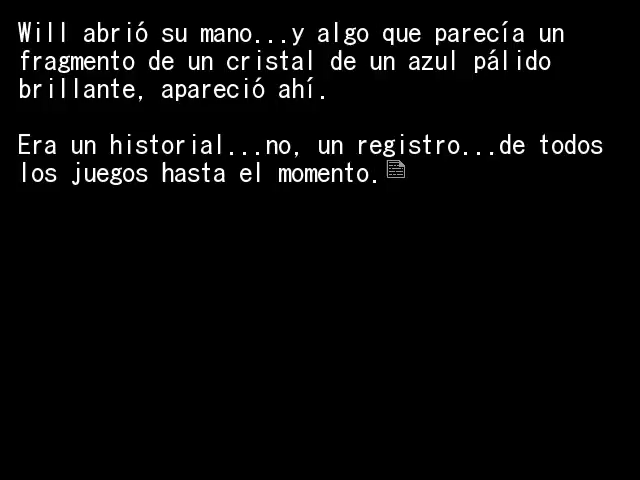 Will abrió su mano...y algo que parecía un
fragmento de un cristal de un azul pálido
brillante, apareció ahí.
Era un historial...no, un registro...de todos
los juegos hasta el momento.